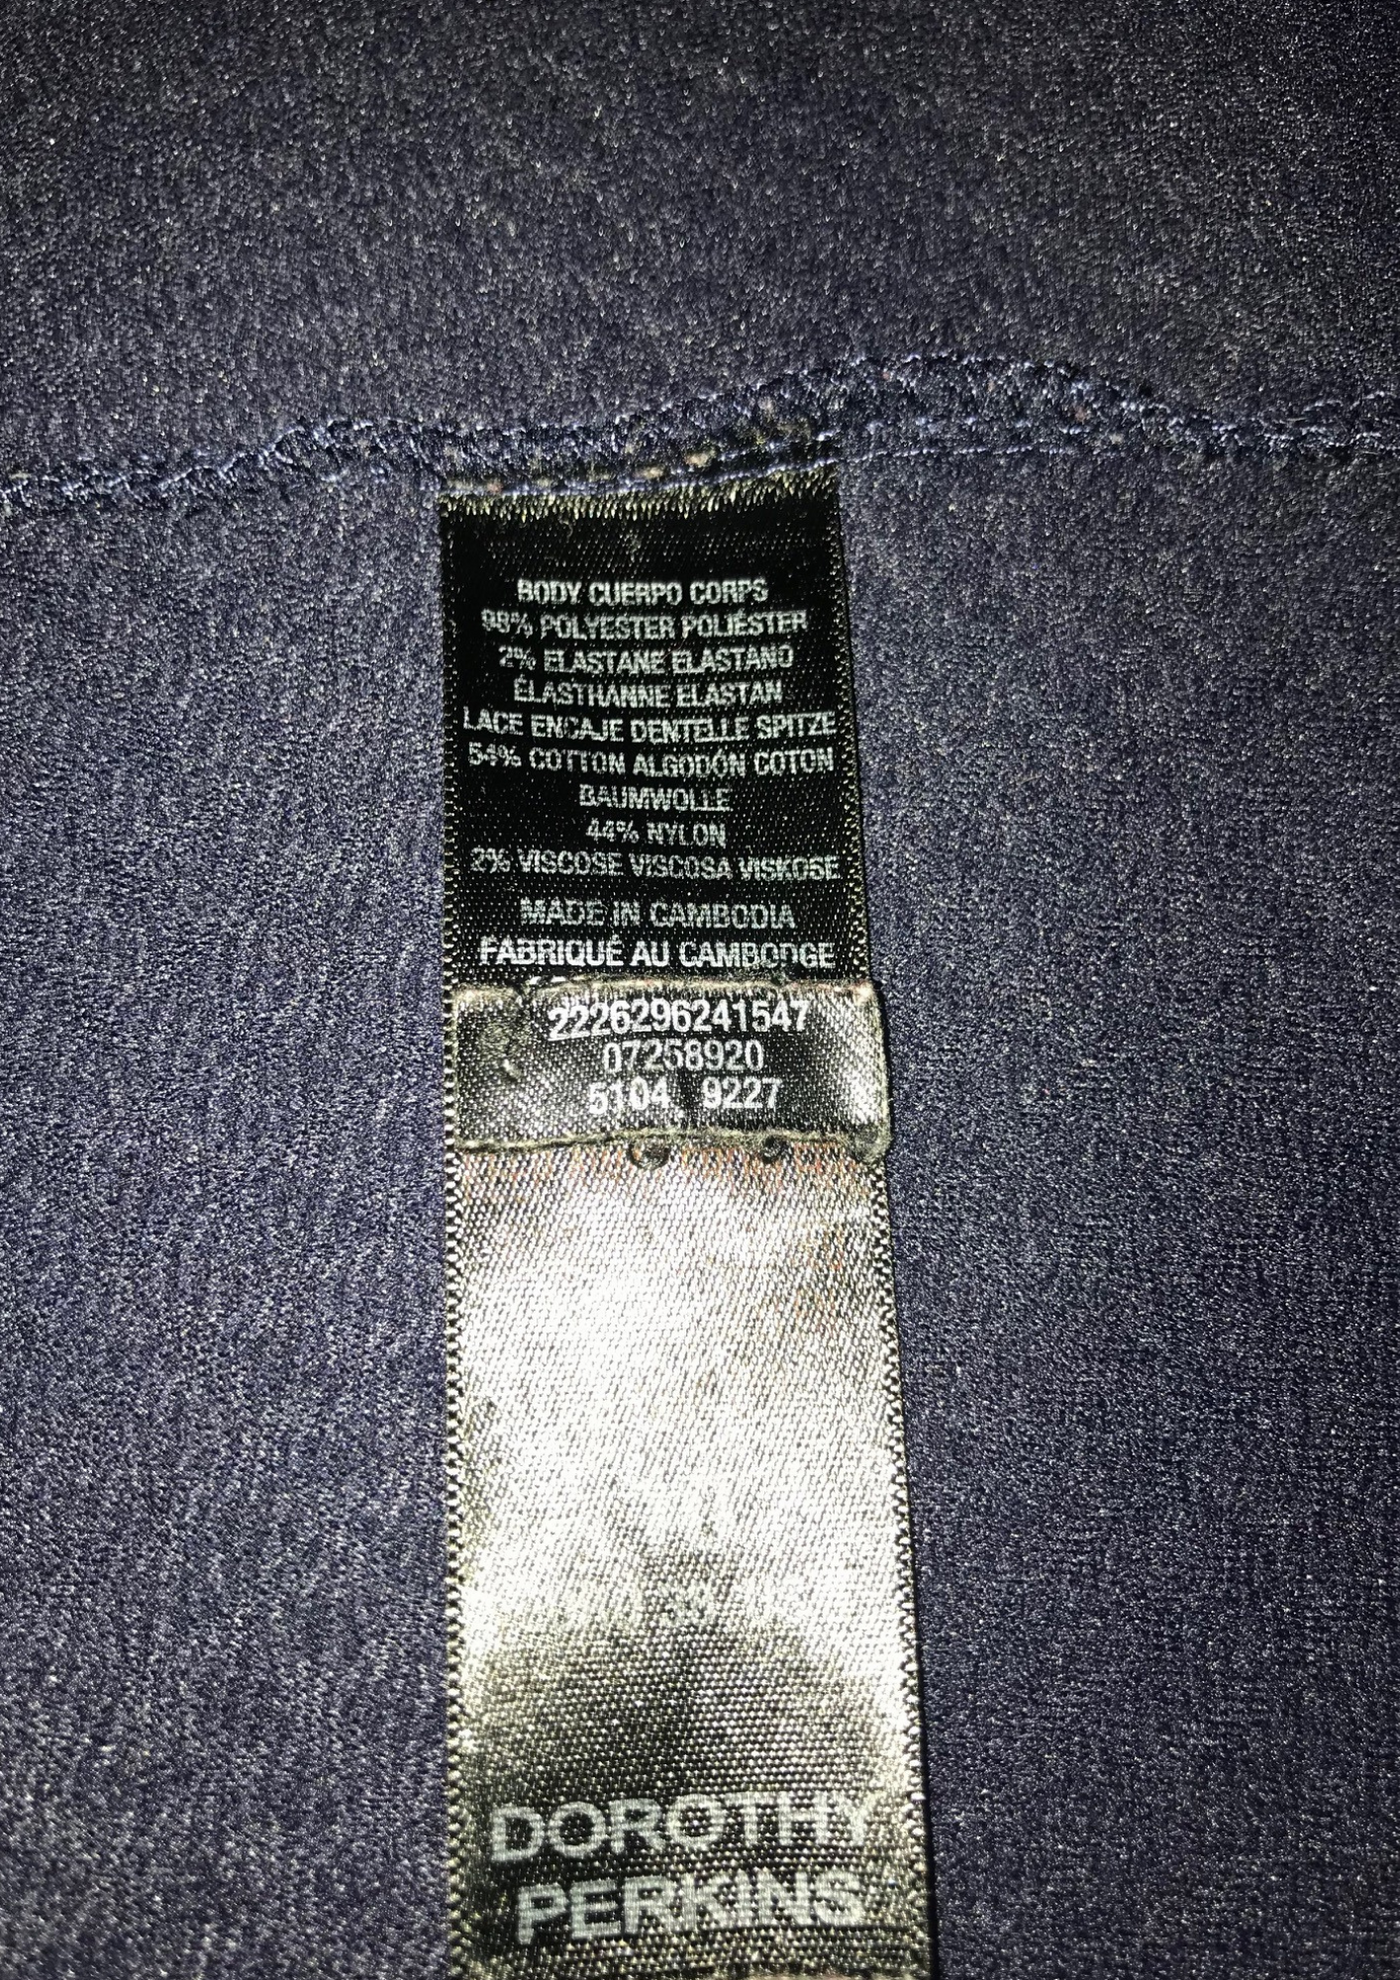 BODY CUERPO CORPS
98% POLYESTER POLIÉSTER
2% ELASTANE ELASTANO
ÉLASTHANNE ELASTAN
LACE ENCAJE DENTELLE SPITZE
54% COTTON ALGODÓN COTON
BAUMWOLLE
44% NYLON
2% VISCOSE VISCOSA VISKOSE
MADE IN CAMBODIA
FABRIQUÉ AU CAMBODGE
2226296241547
07258920
5104 9227
DOROTHY
PERKINS